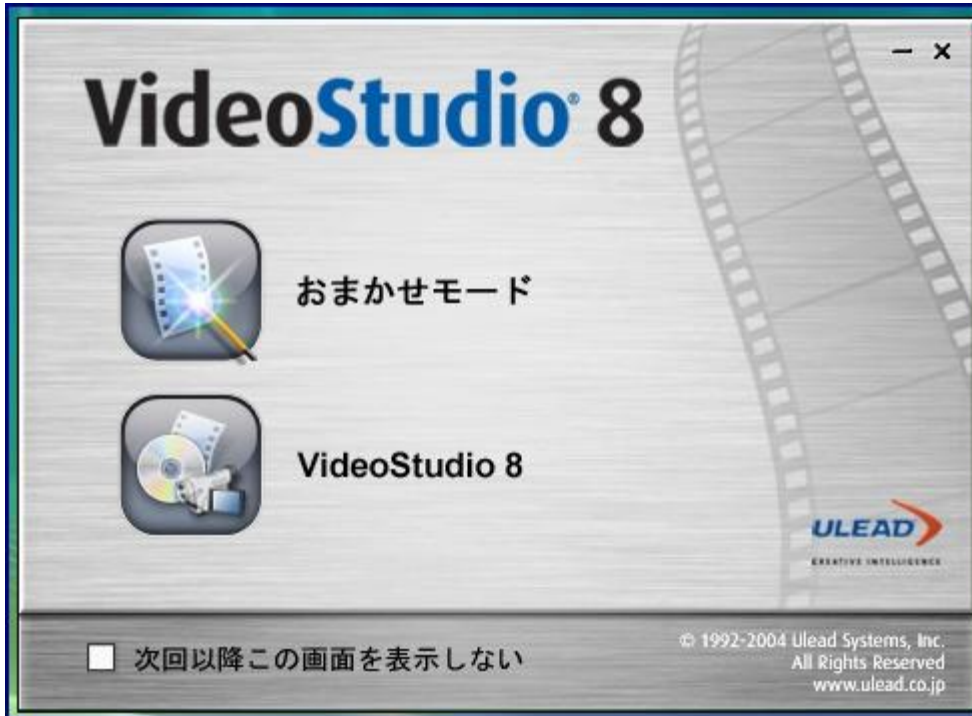 VideoStudio® 8
おまかせモード
VideoStudio 8
ULEAD
CREATIVE INTELLIGENCE
次回以降この画面を表示しない
© 1992-2004 Ulead Systems, Inc.
All Rights Reserved
www.ulead.co.jp